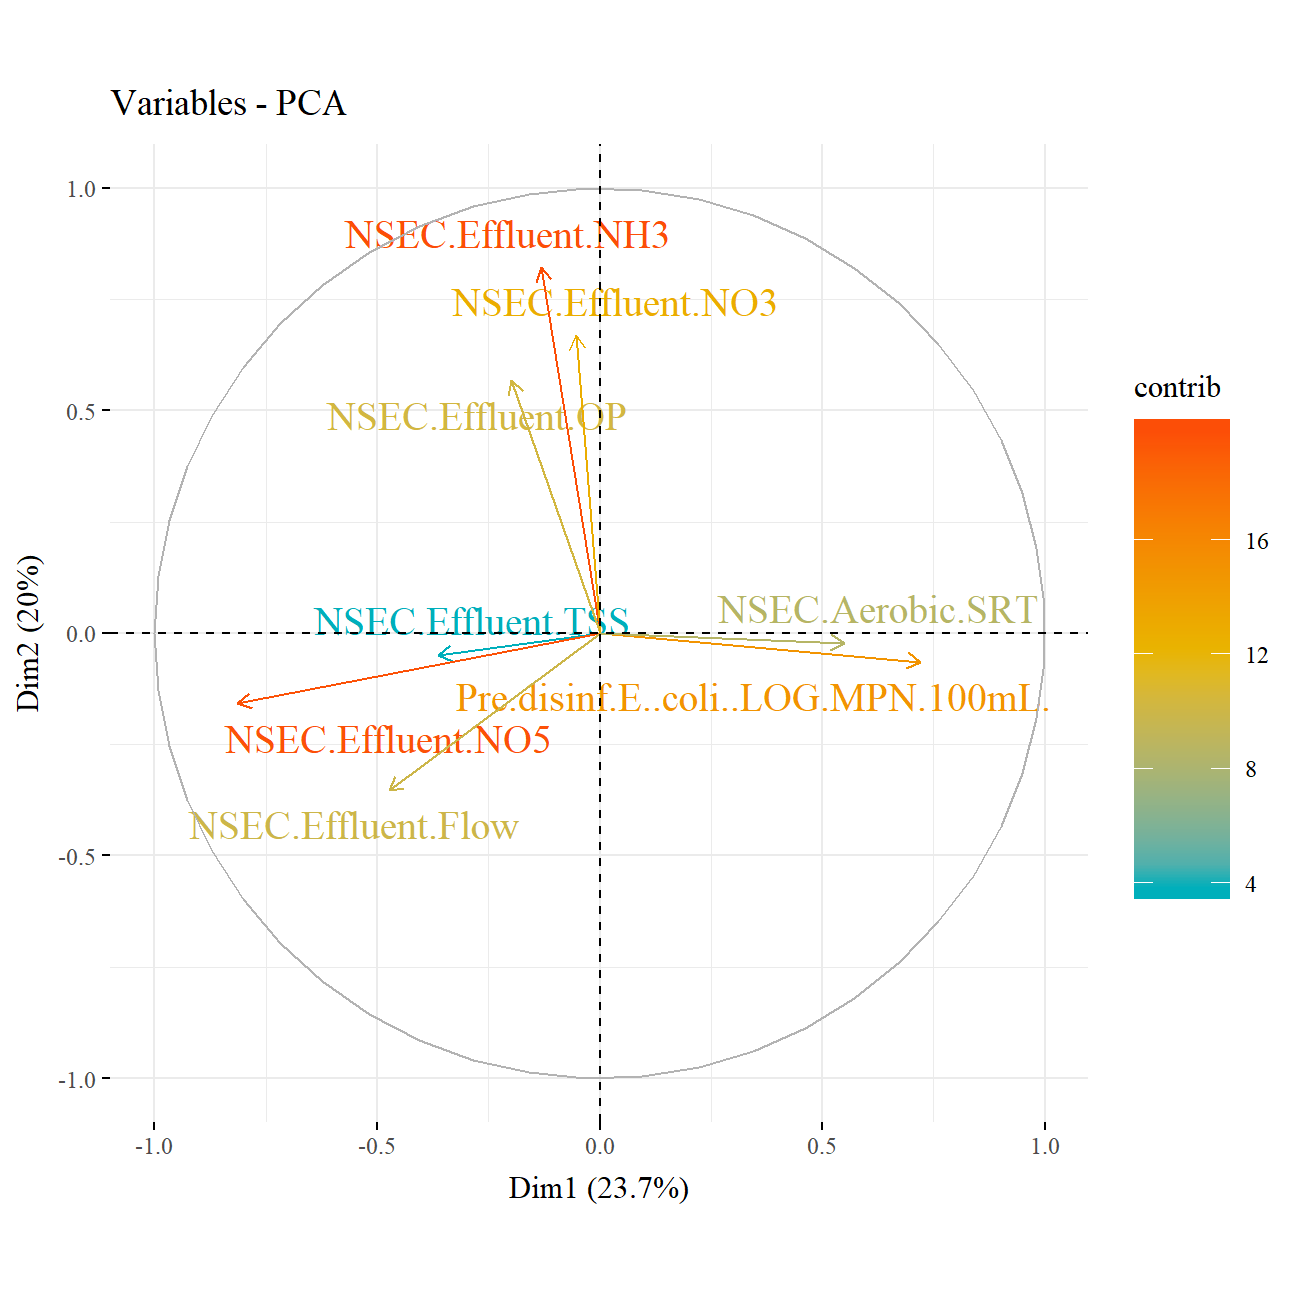 Variables - PCA
1.0
0.5
0.0
-0.5
-1.0
Dim2 (20%)
NSEC.Effluent.NH3
NSEC.Effluent.NO3
NSEC.Effluent.OP
NSEC.Effluent.TSS
NSEC.Aerobic.SRT
Pre.disinf.E..coli..LOG.MPN.100mL.
NSEC.Effluent.NO5
NSEC.Effluent.Flow
-1.0 -0.5 0.0 0.5 1.0
Dim1 (23.7%)
contrib
16
12
8
4